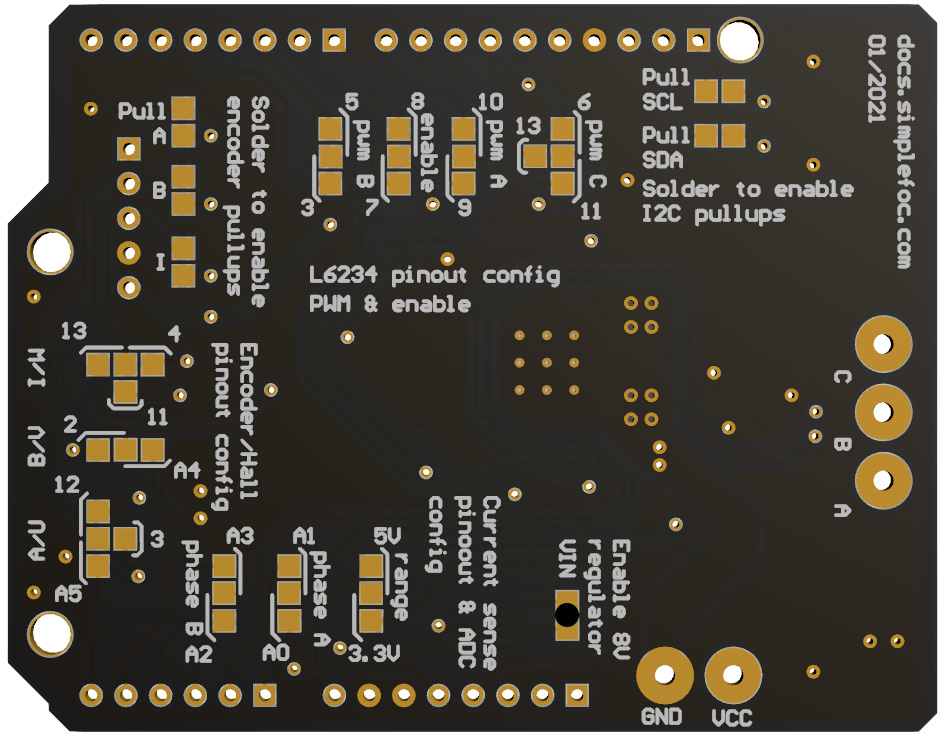 docs.simplefoc.com
01/2021
Pull
SCL
Pull
SDA
Solder to enable
I2C pullups
Pull
A
B
I
Solder to enable
encoder pullups
5
pwm B
3
8
enable
7
10
pwm A
9
6
13
pwm C
11
L6234 pinout config
PWM & enable
13
4
I/W
11
2
B/V
A4
12
A/U
3
A5
Encoder/Hall
pinout config
A3
phase B
A2
A1
phase A
A0
5V
range
3.3V
Current sense
pinoout & ADC
config
Enable 8V
regulator
VIN
C
B
A
GND
VCC